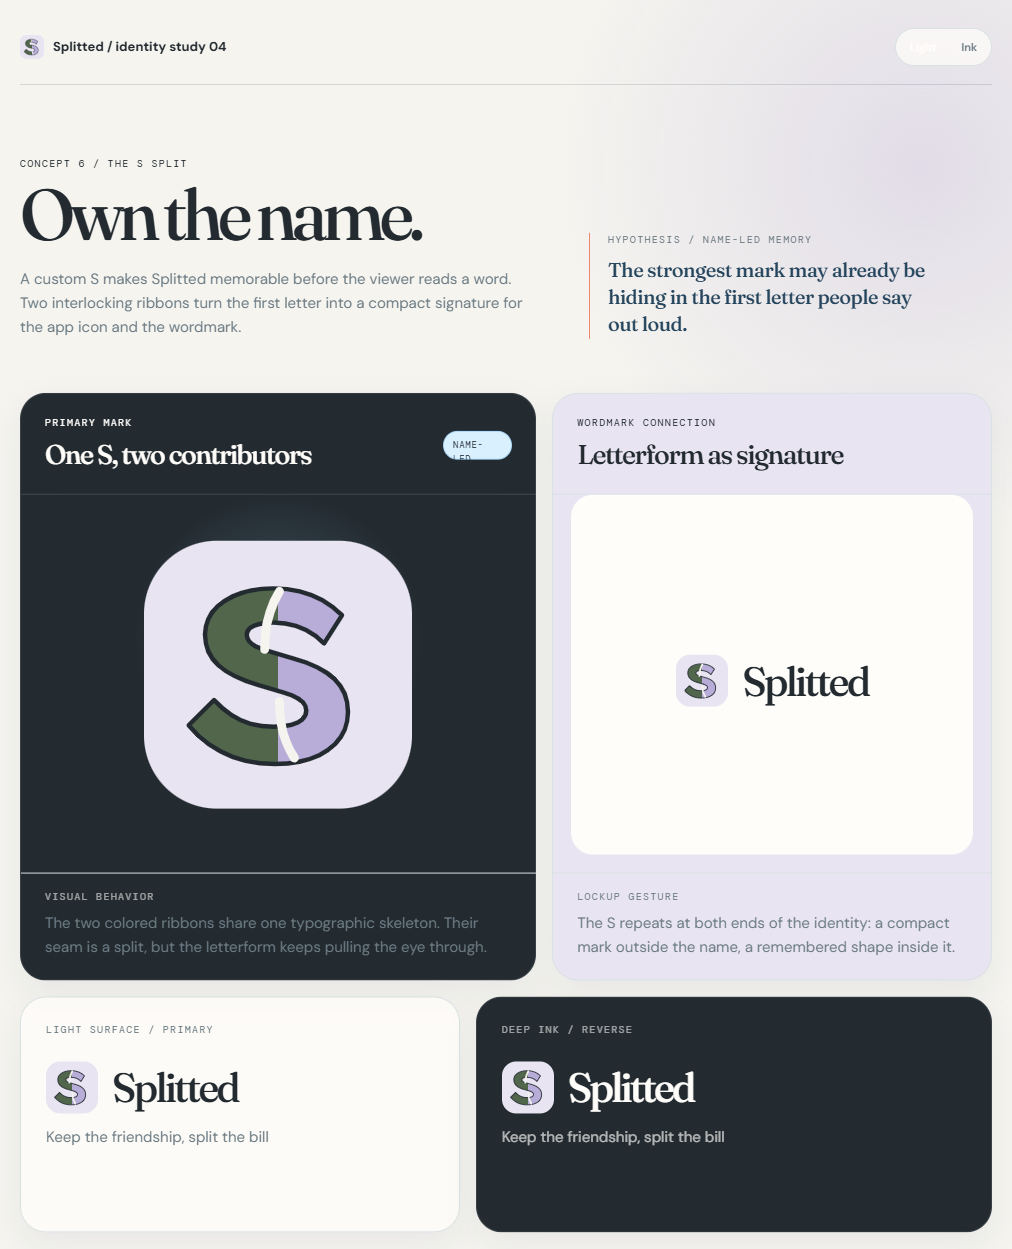 Splitted / identity study 04
Light
Ink
CONCEPT 6 / THE S SPLIT
Own the name.
A custom S makes Splitted memorable before the viewer reads a word.
Two interlocking ribbons turn the first letter into a compact signature for
the app icon and the wordmark.
HYPOTHESIS / NAME-LED MEMORY
The strongest mark may already be
hiding in the first letter people say
out loud.
PRIMARY MARK
One S, two contributors
NAME-
LED
WORDMARK CONNECTION
Letterform as signature
S
S
Splitted
VISUAL BEHAVIOR
The two colored ribbons share one typographic skeleton. Their
seam is a split, but the letterform keeps pulling the eye through.
LOCKUP GESTURE
The S repeats at both ends of the identity: a compact
mark outside the name, a remembered shape inside it.
LIGHT SURFACE / PRIMARY
S Splitted
Keep the friendship, split the bill
DEEP INK / REVERSE
S Splitted
Keep the friendship, split the bill